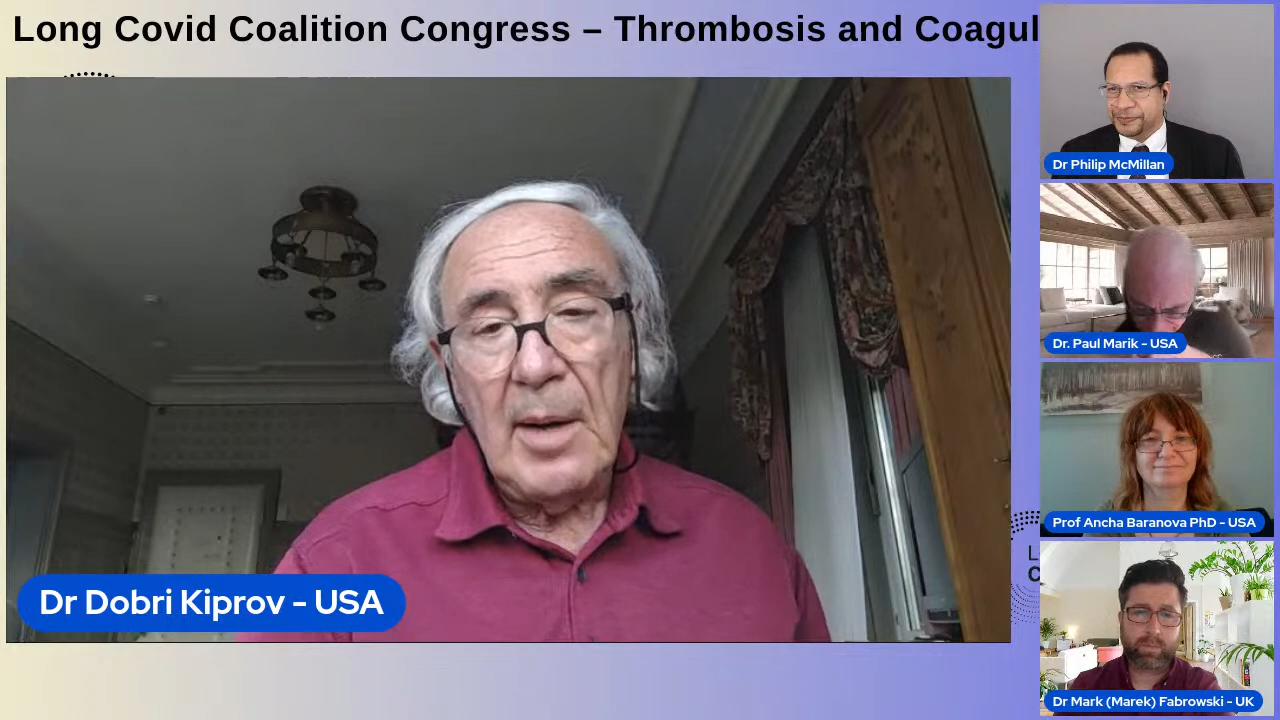 Long Covid Coalition Congress – Thrombosis and Coagul
Dr Philip McMillan
Dr. Paul Marik - USA
Prof Ancha Baranova PhD - USA
Dr Dobri Kiprov - USA
Dr Mark (Marek) Fabrowski - UK